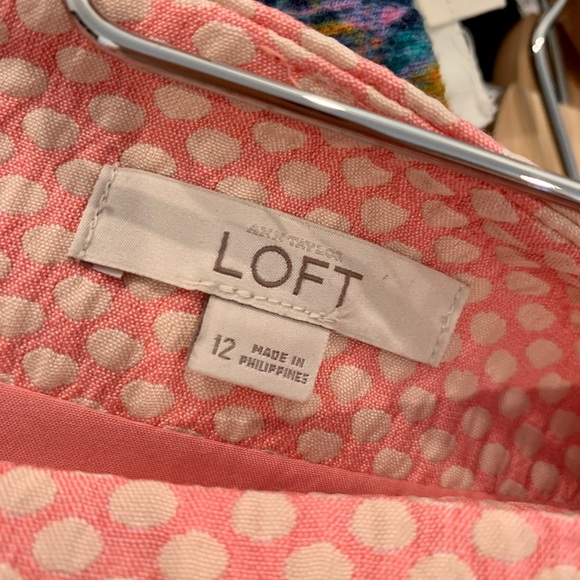 ANN TAYLOR
LOFT
12
MADE IN
PHILIPPINES